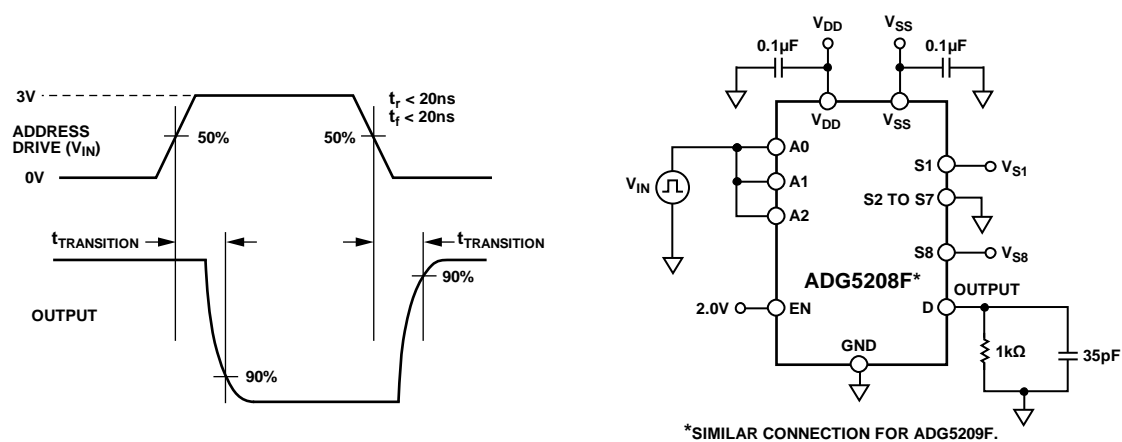 3V
ADDRESS
DRIVE (VIN)
0V
50%
50%
tr < 20ns
tf < 20ns
tTRANSITION
tTRANSITION
90%
90%
OUTPUT
VDD
VSS
0.1µF
0.1µF
VDD
VSS
A0
A1
A2
VIN
S1
VS1
S2 TO S7
S8
VS8
ADG5208F*
OUTPUT
2.0V
EN
D
GND
1kΩ
35pF
*SIMILAR CONNECTION FOR ADG5209F.